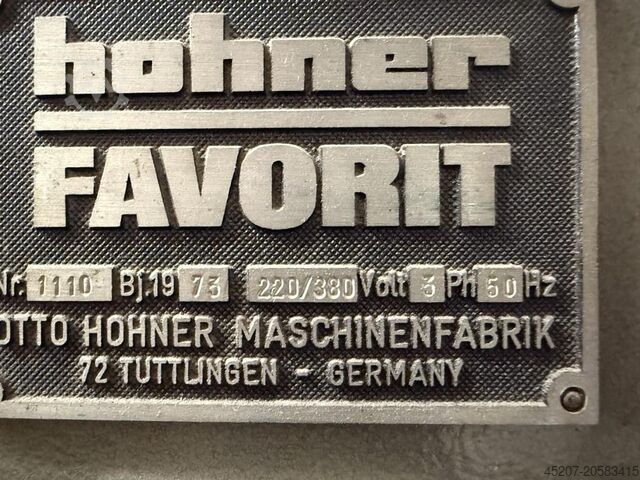 hohner
FAVORIT
Nr. 1110 Bj.19 73 220/380 Volt 3 Ph 50 Hz
OTTO HOHNER MASCHINENFABRIK
72 TUTTLINGEN - GERMANY
45207-20583415